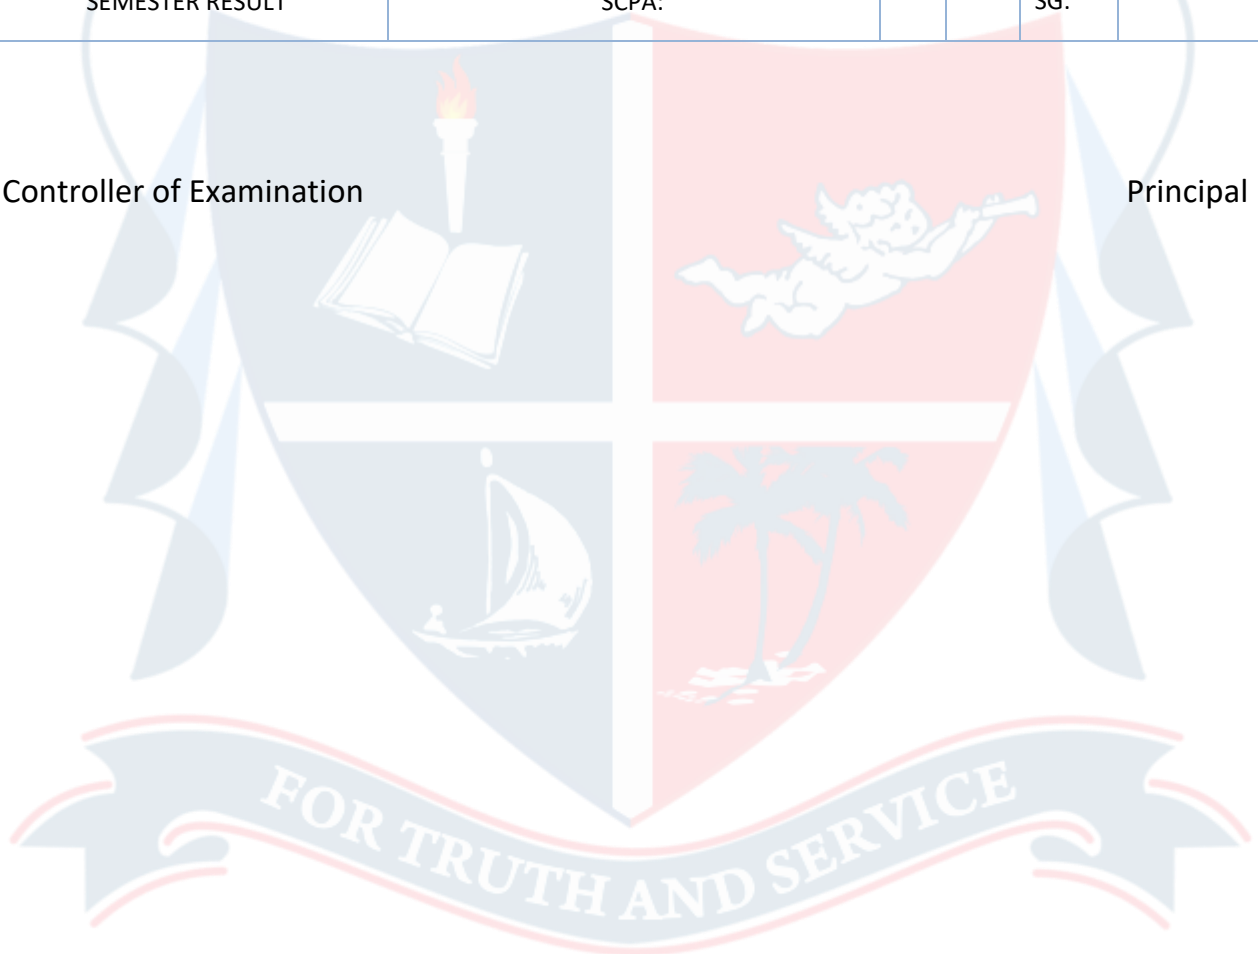 SEMESTER RESULT SCPA: SG:
Controller of Examination Principal
FOR TRUTH AND SERVICE